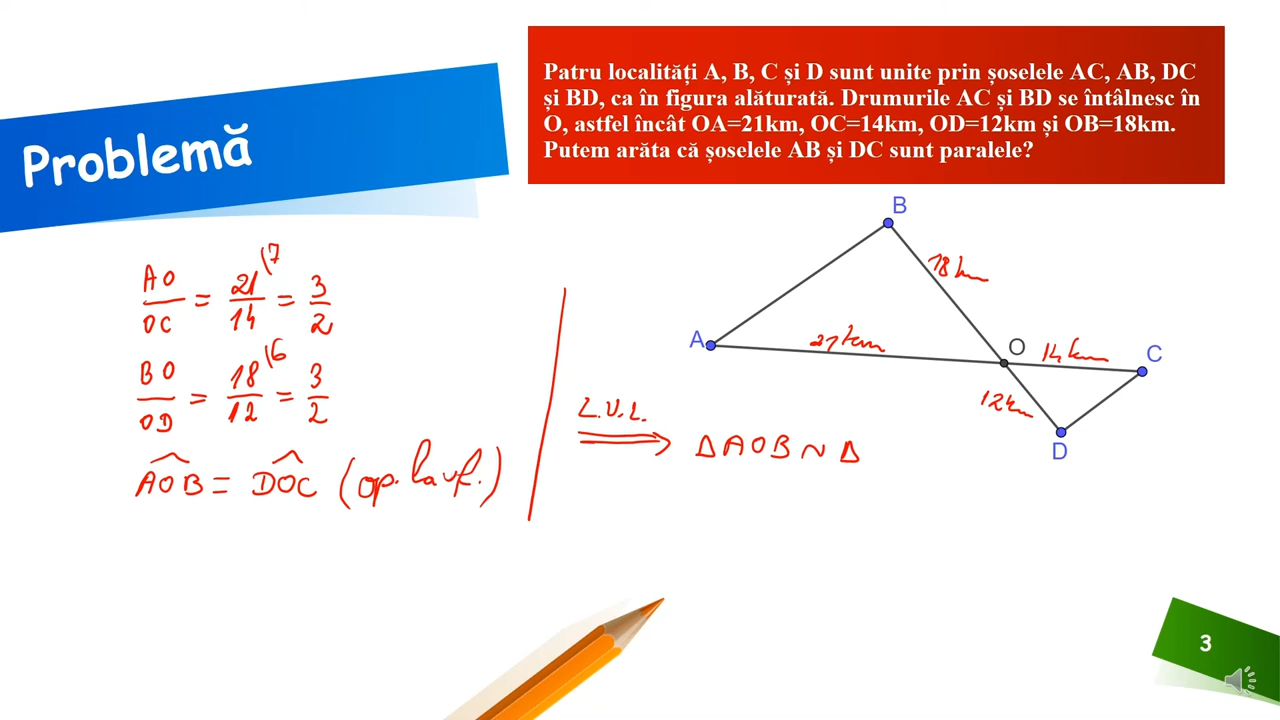 Problemă
Patru localități A, B, C și D sunt unite prin șoselele AC, AB, DC
și BD, ca în figura alăturată. Drumurile AC și BD se întâlnesc în
O, astfel încât OA=21km, OC=14km, OD=12km și OB=18km.
Putem arăta că șoselele AB și DC sunt paralele?
AO/OC = 21/14 (7 = 3/2
BO/OD = 18/12 (6 = 3/2
AOB = DOC (op. la vf.)
L.U.L.
Δ AOB ~ Δ
B
18 km
A
21 km
O
14 km
C
12 km
D
3